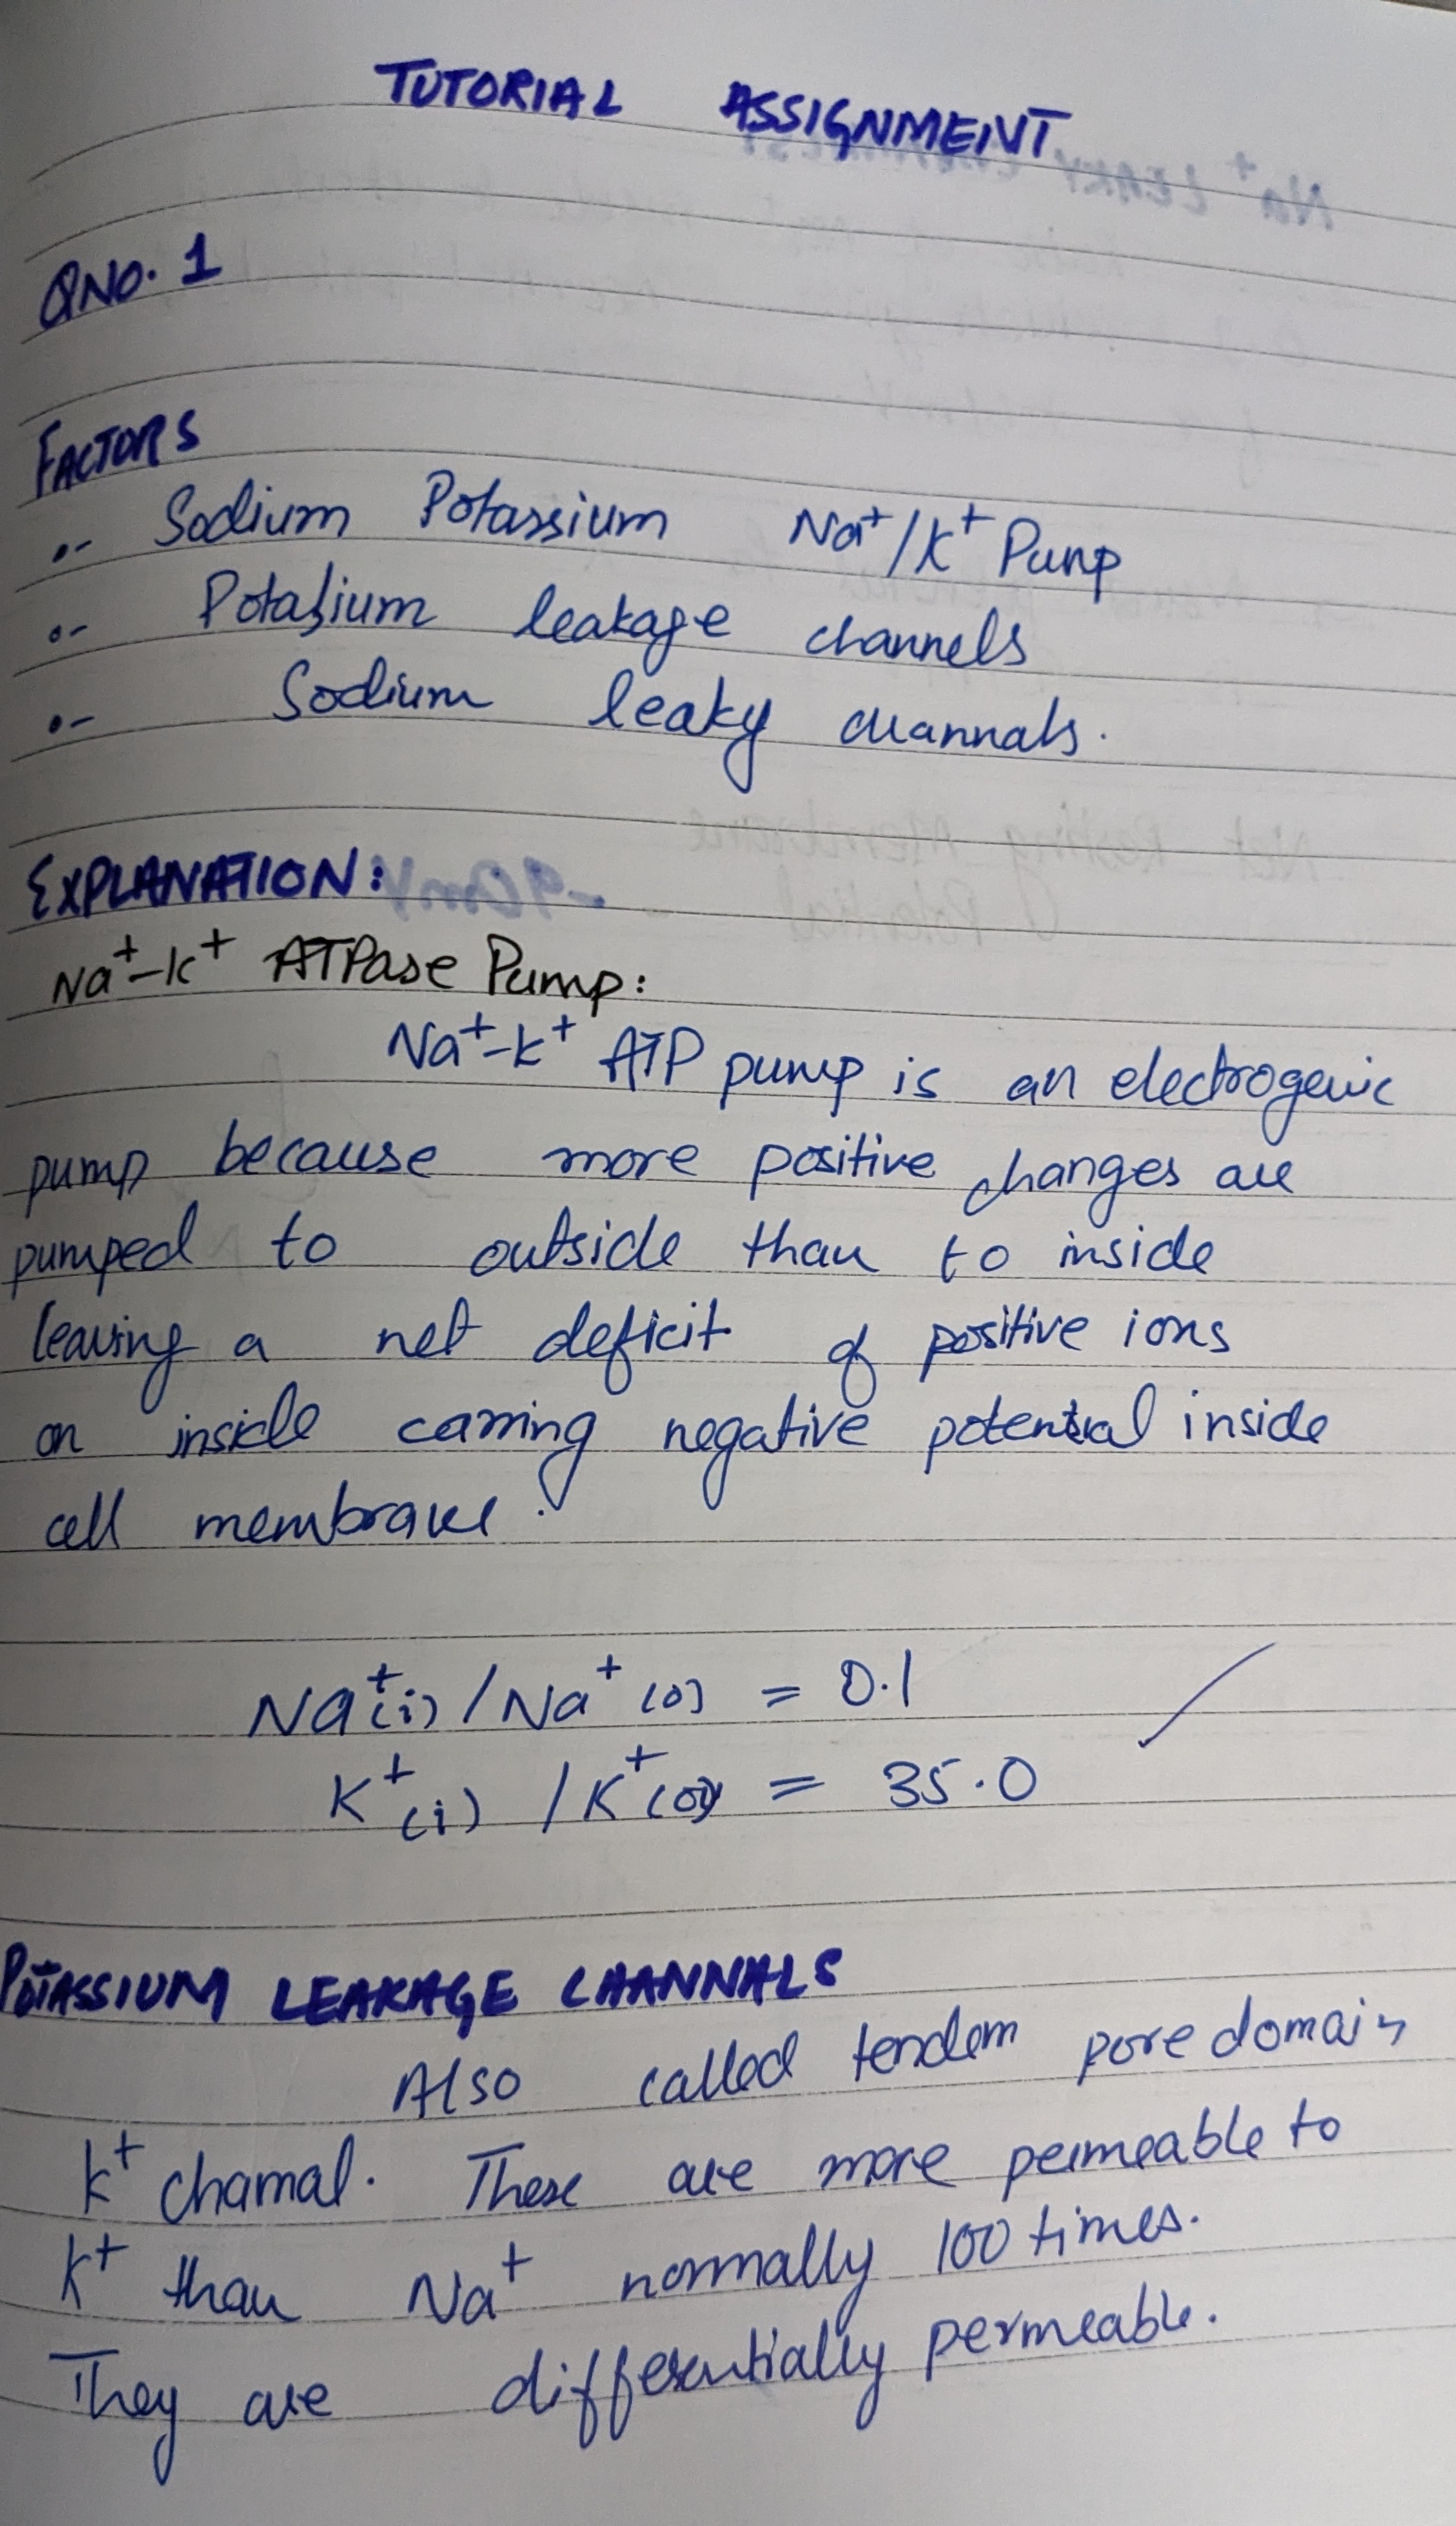 TUTORIAL ASSIGNMENT
QNO. 1
FACTORS
Sodium Potassium Na⁺/K⁺ Pump
Potassium leakage channels
Sodium leaky channals.
EXPLANATION:
Na⁺-K⁺ ATPase Pump:
Na⁺-K⁺ ATP pump is an electrogenic
pump because more positive changes are
pumped to outside than to inside
leaving a net deficit of positive ions
on inside causing negative potential inside
cell membrane.
Na⁺(i) / Na⁺(o) = 0.1
K⁺(i) / K⁺(o) = 35.0
POTASSIUM LEAKAGE CHANNALS
Also called tendem pore domain
K⁺ channal. These are more permeable to
K⁺ than Na⁺ normally 100 times.
They are differentially permeable.